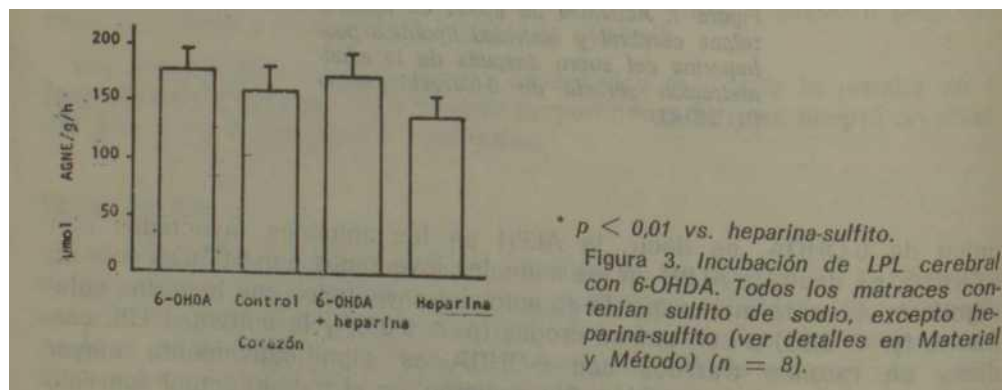 200
150
100
50
0
µmol AGNE/g/h
6-OHDA Control 6-OHDA Heparina
+ heparina
Corazón
* p < 0,01 vs. heparina-sulfito.
Figura 3. Incubación de LPL cerebral
con 6-OHDA. Todos los matraces con-
tenían sulfito de sodio, excepto he-
parina-sulfito (ver detalles en Material
y Método) (n = 8).